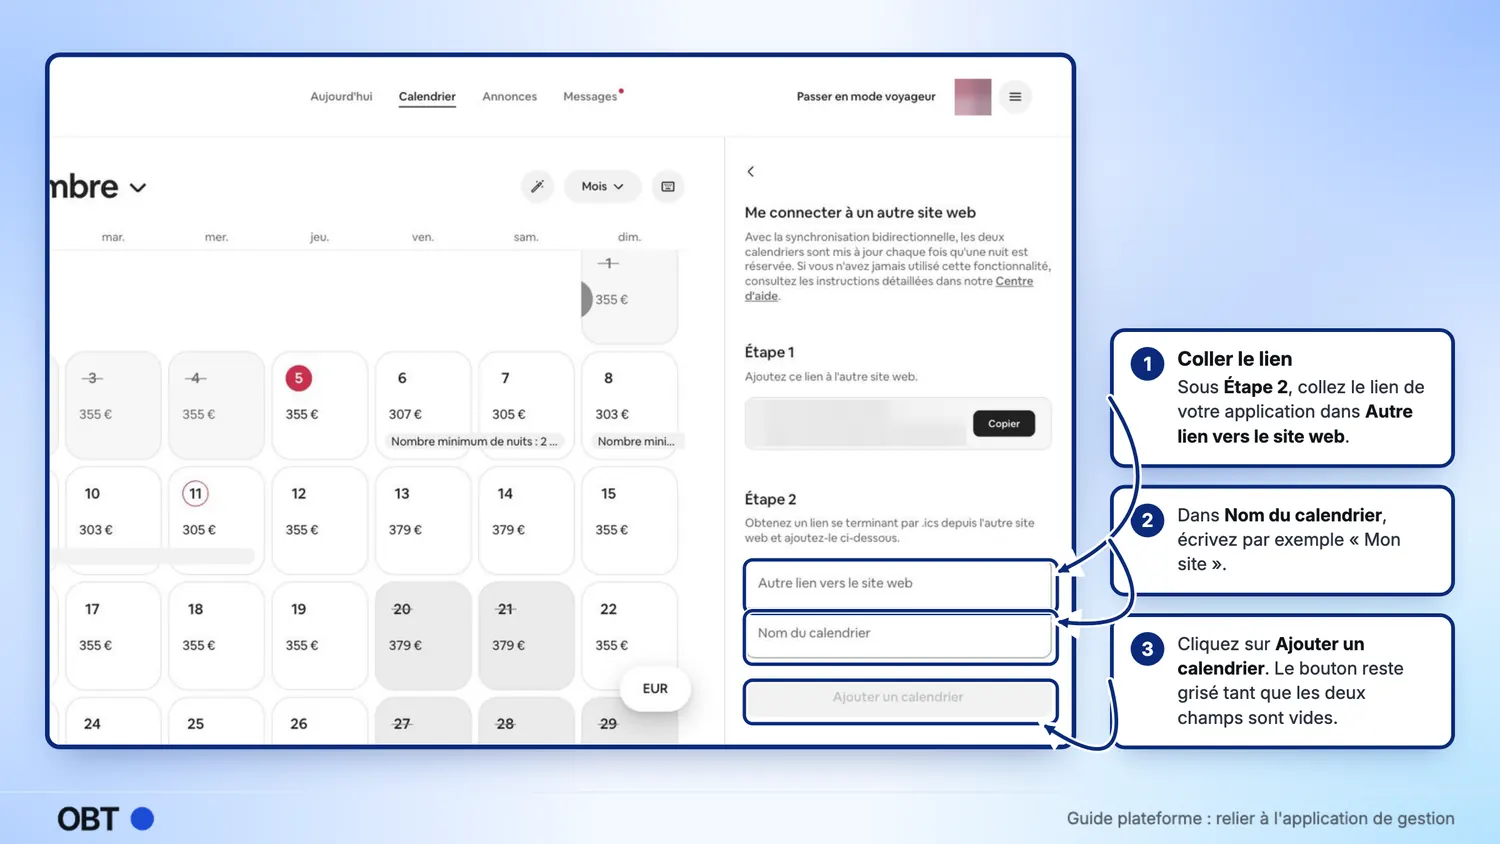 Aujourd'hui Calendrier Annonces Messages Passer en mode voyageur
mbre Mois
mar. mer. jeu. ven. sam. dim.
1
355 €
3 4 5 6 7 8
355 € 355 € 355 € 307 € 305 € 303 €
Nombre minimum de nuits : 2 ... Nombre mini...
10 11 12 13 14 15
303 € 305 € 355 € 379 € 379 € 355 €
17 18 19 20 21 22
355 € 355 € 355 € 379 € 379 € 355 €
EUR
24 25 26 27 28 29
Me connecter à un autre site web
Avec la synchronisation bidirectionnelle, les deux
calendriers sont mis à jour chaque fois qu'une nuit est
réservée. Si vous n'avez jamais utilisé cette fonctionnalité,
consultez les instructions détaillées dans notre Centre
d'aide.
Étape 1
Ajoutez ce lien à l'autre site web.
Copier
Étape 2
Obtenez un lien se terminant par .ics depuis l'autre site
web et ajoutez-le ci-dessous.
Autre lien vers le site web
Nom du calendrier
Ajouter un calendrier
1 Coller le lien
Sous Étape 2, collez le lien de
votre application dans Autre
lien vers le site web.
2 Dans Nom du calendrier,
écrivez par exemple « Mon
site ».
3 Cliquez sur Ajouter un
calendrier. Le bouton reste
grisé tant que les deux
champs sont vides.
OBT
Guide plateforme : relier à l'application de gestion